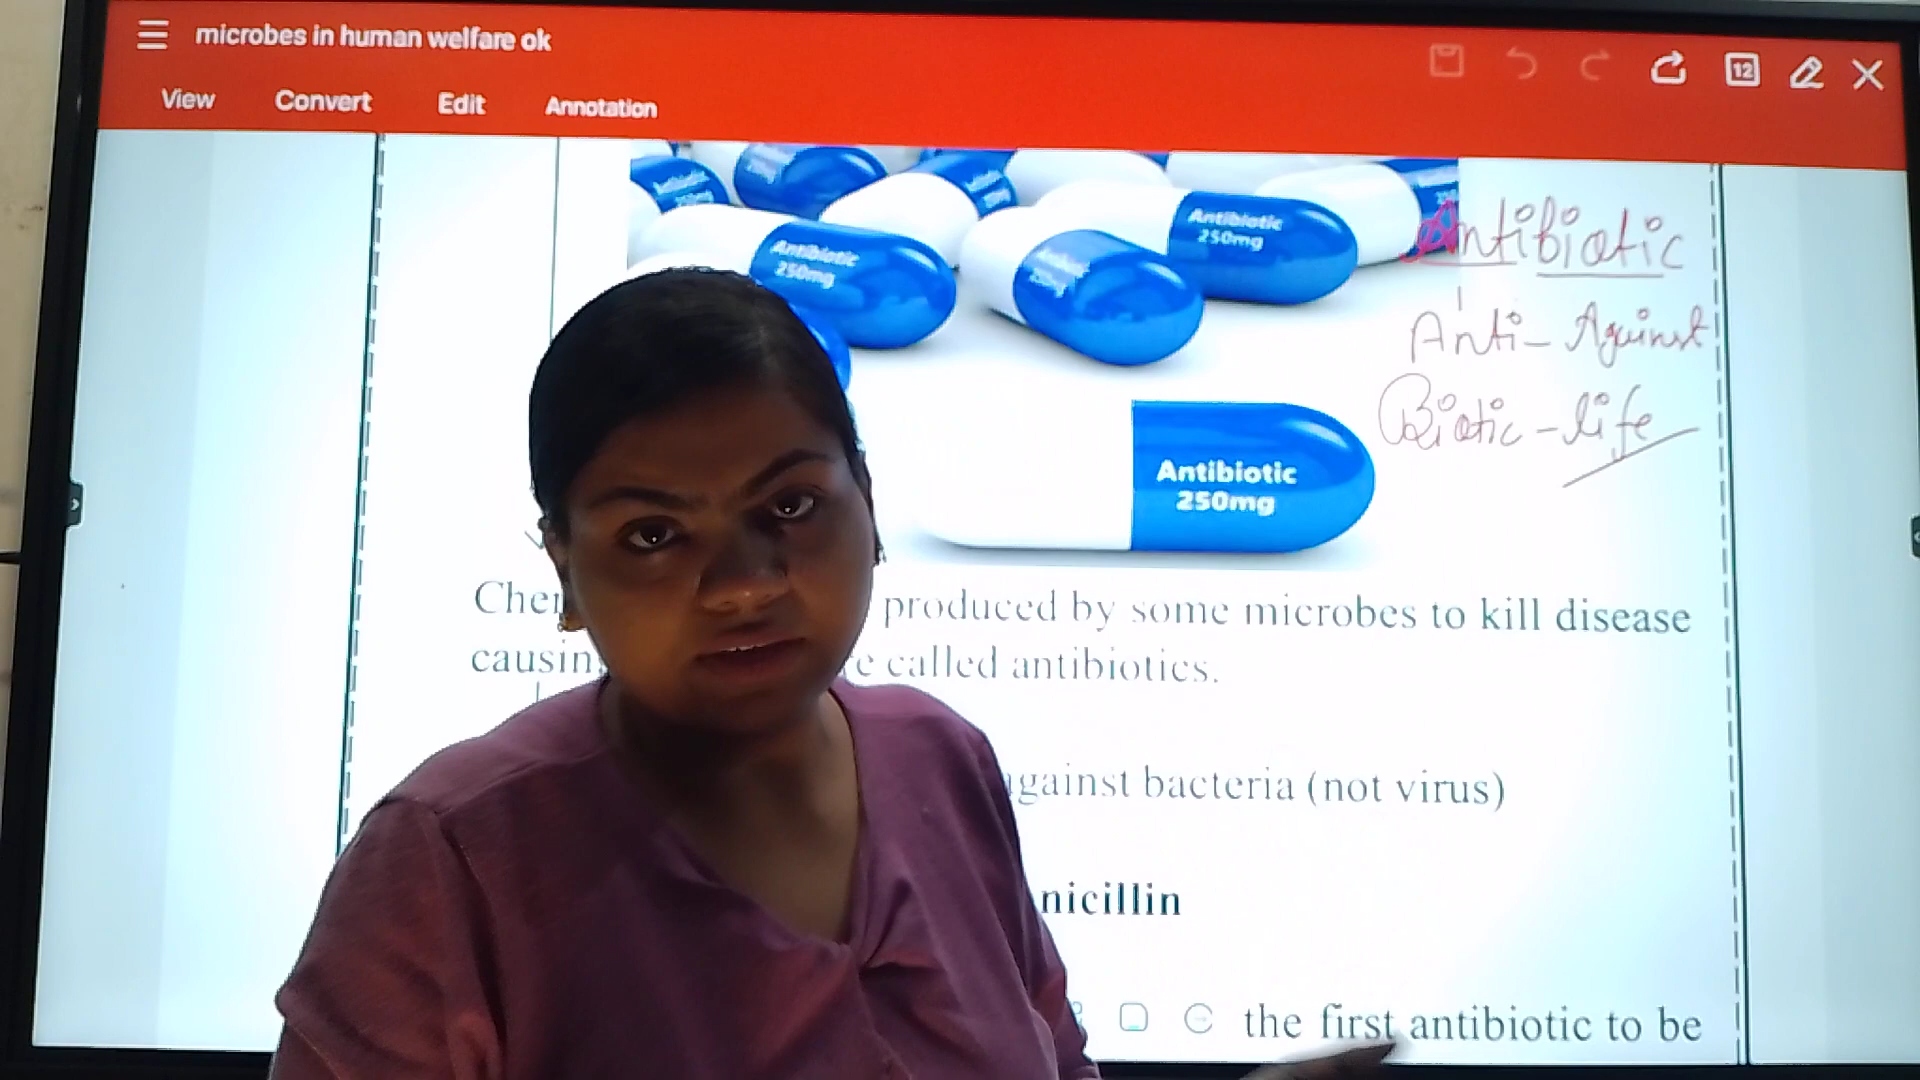 microbes in human welfare ok
12
View Convert Edit Annotation
Antibiotic
250mg
Antibiotic
250mg
Antibiotic
Anti - Against
Biotic - life
Antibiotic
250mg
produced by some microbes to kill disease
called antibiotics.
against bacteria (not virus)
nicillin
the first antibiotic to be